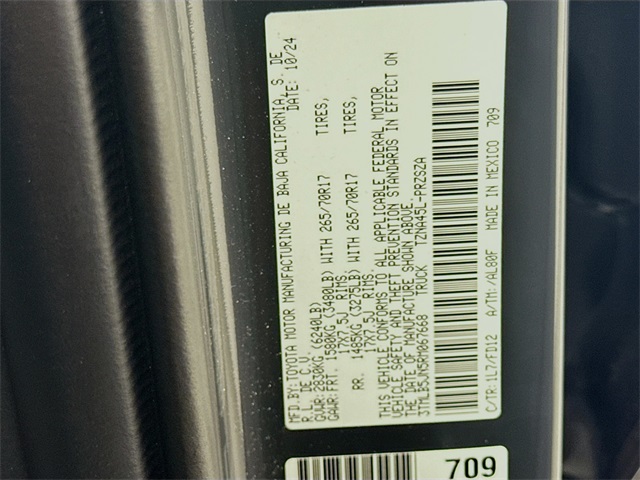 MFD.BY:TOYOTA MOTOR MANUFACTURING DE BAJA CALIFORNIA, S. DE
R.L. DE C.V. DATE: 10/24
GVWR: 2830KG (6240LB)
GAWR: FRT. 1580KG (3480LB) WITH 265/70R17 TIRES,
17X7.5J RIMS.
RR. 1485KG (3275LB) WITH 265/70R17 TIRES,
17X7.5J RIMS.
THIS VEHICLE CONFORMS TO ALL APPLICABLE FEDERAL MOTOR
VEHICLE SAFETY AND THEFT PREVENTION STANDARDS IN EFFECT ON
THE DATE OF MANUFACTURE SHOWN ABOVE.
3TMLB5JN5RM067668 TRUCK TZNA45L-PRZSZA
C/TR:1L7/FD12 A/TM:/AL80F MADE IN MEXICO 709
709